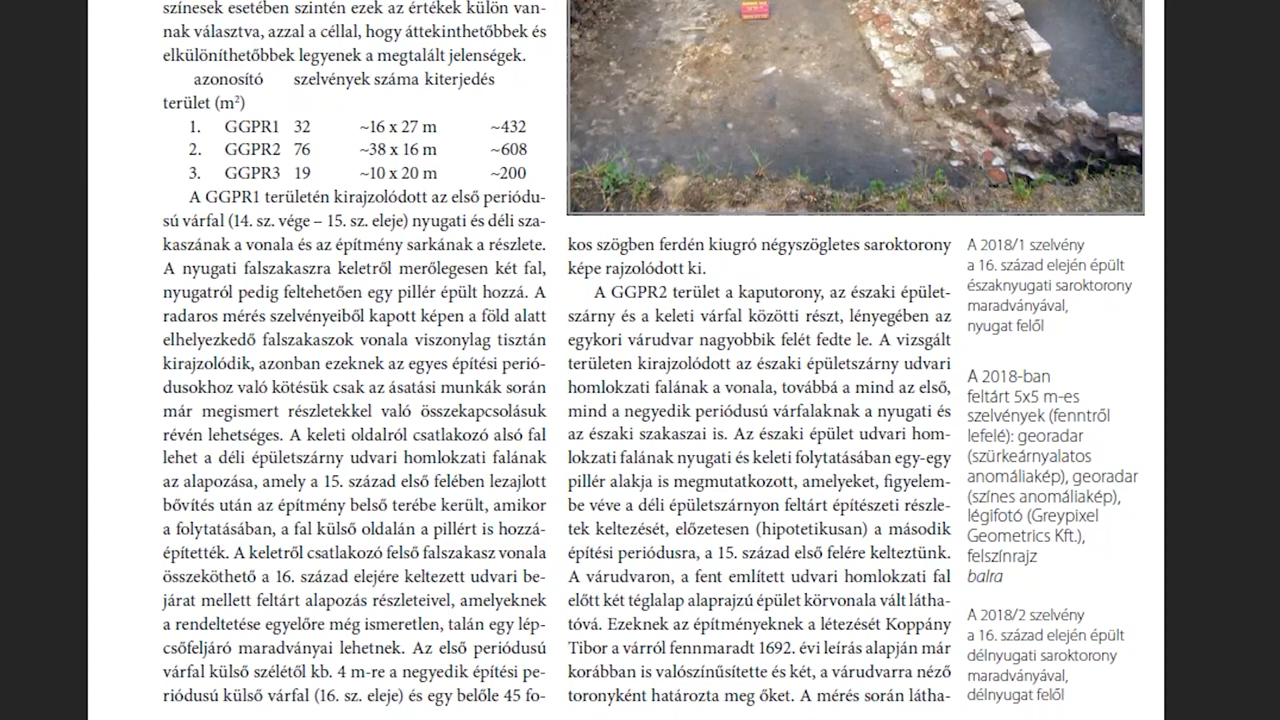 színesek esetében szintén ezek az értékek külön van-
nak választva, azzal a céllal, hogy áttekinthetőbbek és
elkülöníthetőbbek legyenek a megtalált jelenségek.
azonosító szelvények száma kiterjedés
terület (m²)
1. GGPR1 32 ~16 x 27 m ~432
2. GGPR2 76 ~38 x 16 m ~608
3. GGPR3 19 ~10 x 20 m ~200
A GGPR1 területén kirajzolódott az első periódu-
sú várfal (14. sz. vége – 15. sz. eleje) nyugati és déli sza-
kaszának a vonala és az építmény sarkának a részlete.
A nyugati falszakaszra keletről merőlegesen két fal,
nyugatról pedig feltehetően egy pillér épült hozzá. A
radaros mérés szelvényeiből kapott képen a föld alatt
elhelyezkedő falszakaszok vonala viszonylag tisztán
kirajzolódik, azonban ezeknek az egyes építési perió-
dusokhoz való kötésük csak az ásatási munkák során
már megismert részletekkel való összekapcsolásuk
révén lehetséges. A keleti oldalról csatlakozó alsó fal
lehet a déli épületszárny udvari homlokzati falának
az alapozása, amely a 15. század első felében lezajlott
bővítés után az építmény belső terébe került, amikor
a folytatásában, a fal külső oldalán a pillért is hozzá-
építették. A keletről csatlakozó felső falszakasz vonala
összeköthető a 16. század elejére keltezett udvari be-
járat mellett feltárt alapozás részleteivel, amelyeknek
a rendeltetése egyelőre még ismeretlen, talán egy lép-
csőfeljáró maradványai lehetnek. Az első periódusú
várfal külső szélétől kb. 4 m-re a negyedik építési pe-
riódusú külső várfal (16. sz. eleje) és egy belőle 45 fo-
kos szögben ferdén kiugró négyszögletes saroktorony
képe rajzolódott ki.
A GGPR2 terület a kaputorony, az északi épület-
szárny és a keleti várfal közötti részt, lényegében az
egykori várudvar nagyobbik felét fedte le. A vizsgált
területen kirajzolódott az északi épületszárny udvari
homlokzati falának a vonala, továbbá a mind az első,
mind a negyedik periódusú várfalaknak a nyugati és
az északi szakaszai is. Az északi épület udvari hom-
lokzati falának nyugati és keleti folytatásában egy-egy
pillér alakja is megmutatkozott, amelyeket, figyelem-
be véve a déli épületszárnyon feltárt építészeti részle-
tek keltezését, előzetesen (hipotetikusan) a második
építési periódusra, a 15. század első felére kelteztünk.
A várudvaron, a fent említett udvari homlokzati fal
előtt két téglalap alaprajzú épület körvonala vált látha-
tóvá. Ezeknek az építményeknek a létezését Koppány
Tibor a várról fennmaradt 1692. évi leírás alapján már
korábban is valószínűsítette és két, a várudvarra néző
toronyként határozta meg őket. A mérés során látha-
A 2018/1 szelvény
a 16. század elején épült
északnyugati saroktorony
maradványával,
nyugat felől
A 2018-ban
feltárt 5x5 m-es
szelvények (fenntről
lefelé): georadar
(szürkeárnyalatos
anomáliakép), georadar
(színes anomáliakép),
légifotó (Greypixel
Geometrics Kft.),
felszínrajz
balra
A 2018/2 szelvény
a 16. század elején épült
délnyugati saroktorony
maradványával,
délnyugat felől